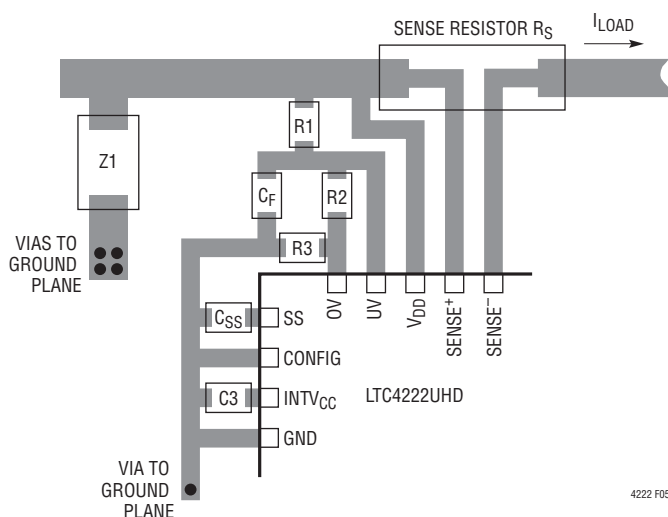 SENSE RESISTOR RS
ILOAD
Z1
R1
CF
R2
R3
VIAS TO
GROUND
PLANE
CSS
SS
OV
UV
VDD
SENSE+
SENSE−
CONFIG
C3
INTVCC
LTC4222UHD
GND
VIA TO
GROUND
PLANE
4222 F05